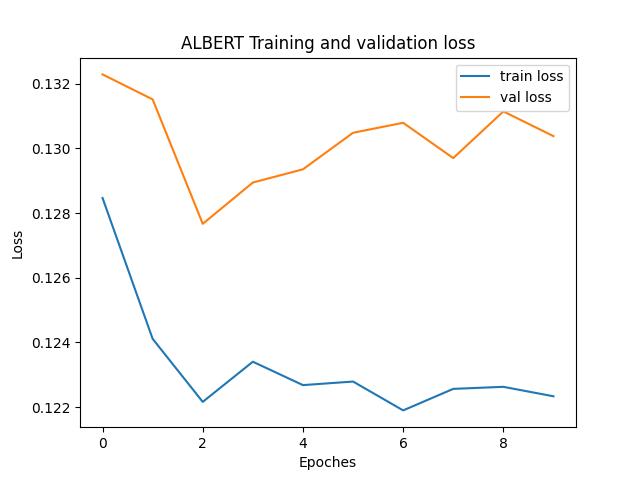 ALBERT Training and validation loss
train loss
val loss
0.132
0.130
0.128
0.126
0.124
0.122
Loss
0 2 4 6 8
Epoches